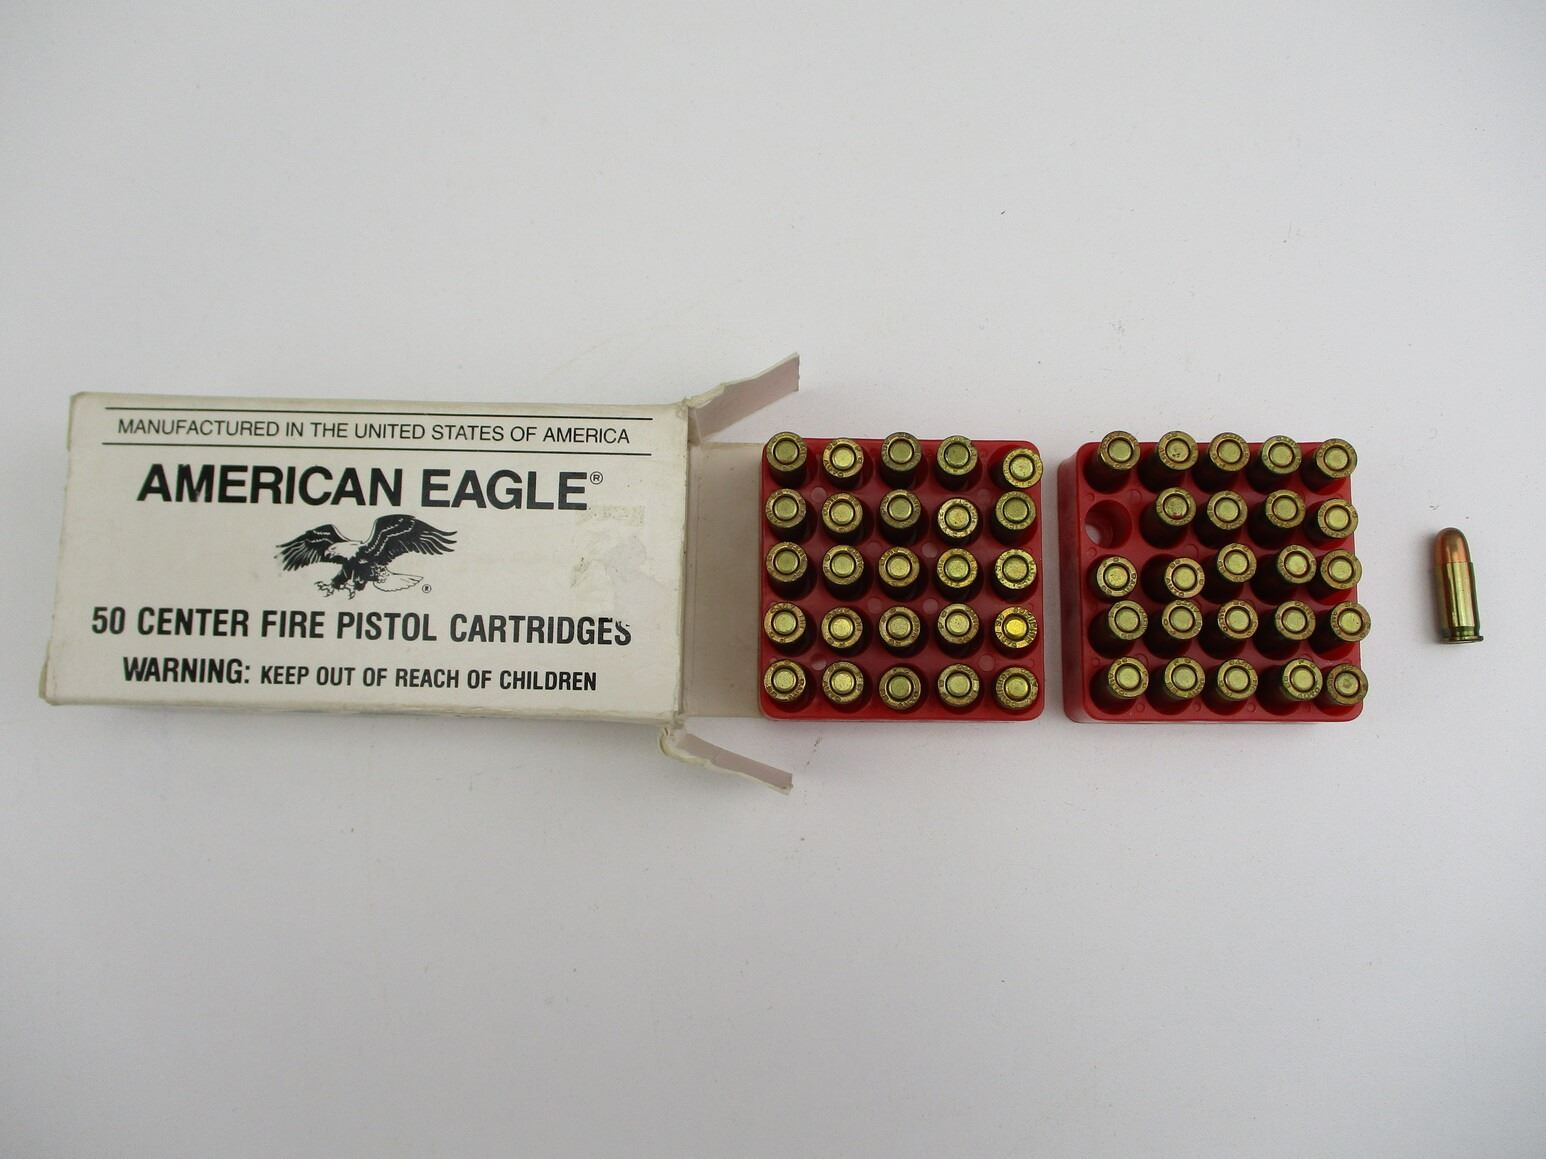 MANUFACTURED IN THE UNITED STATES OF AMERICA
AMERICAN EAGLE®
®
50 CENTER FIRE PISTOL CARTRIDGES
WARNING: KEEP OUT OF REACH OF CHILDREN